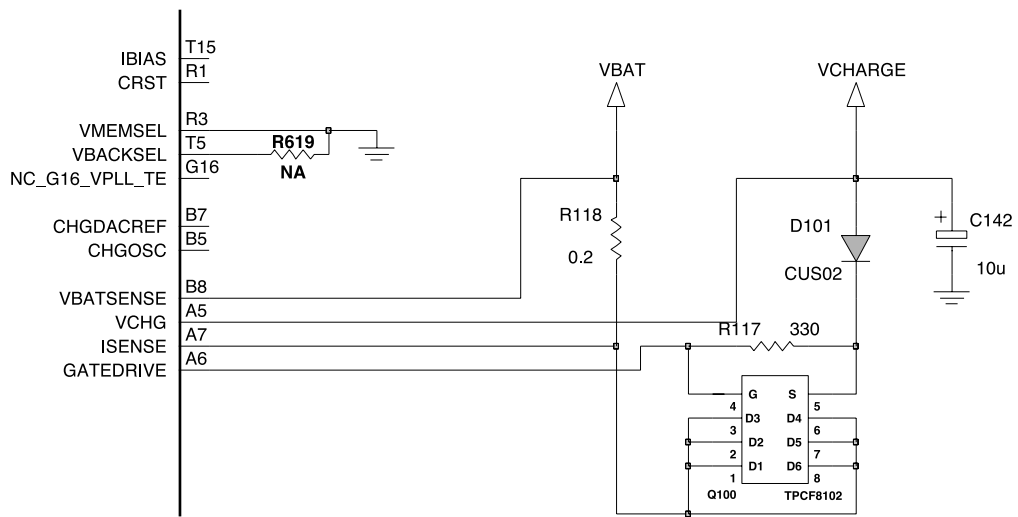 IBIAS T15
CRST R1
VMEMSEL R3
VBACKSEL T5
R619
NA
NC_G16_VPLL_TE G16
CHGDACREF B7
CHGOSC B5
VBATSENSE B8
VCHG A5
ISENSE A7
GATEDRIVE A6
VBAT
R118
0.2
VCHARGE
D101
CUS02
+
C142
10u
R117 330
G S
4 5
D3 D4
3 6
D2 D5
2 7
D1 D6
1 8
Q100 TPCF8102